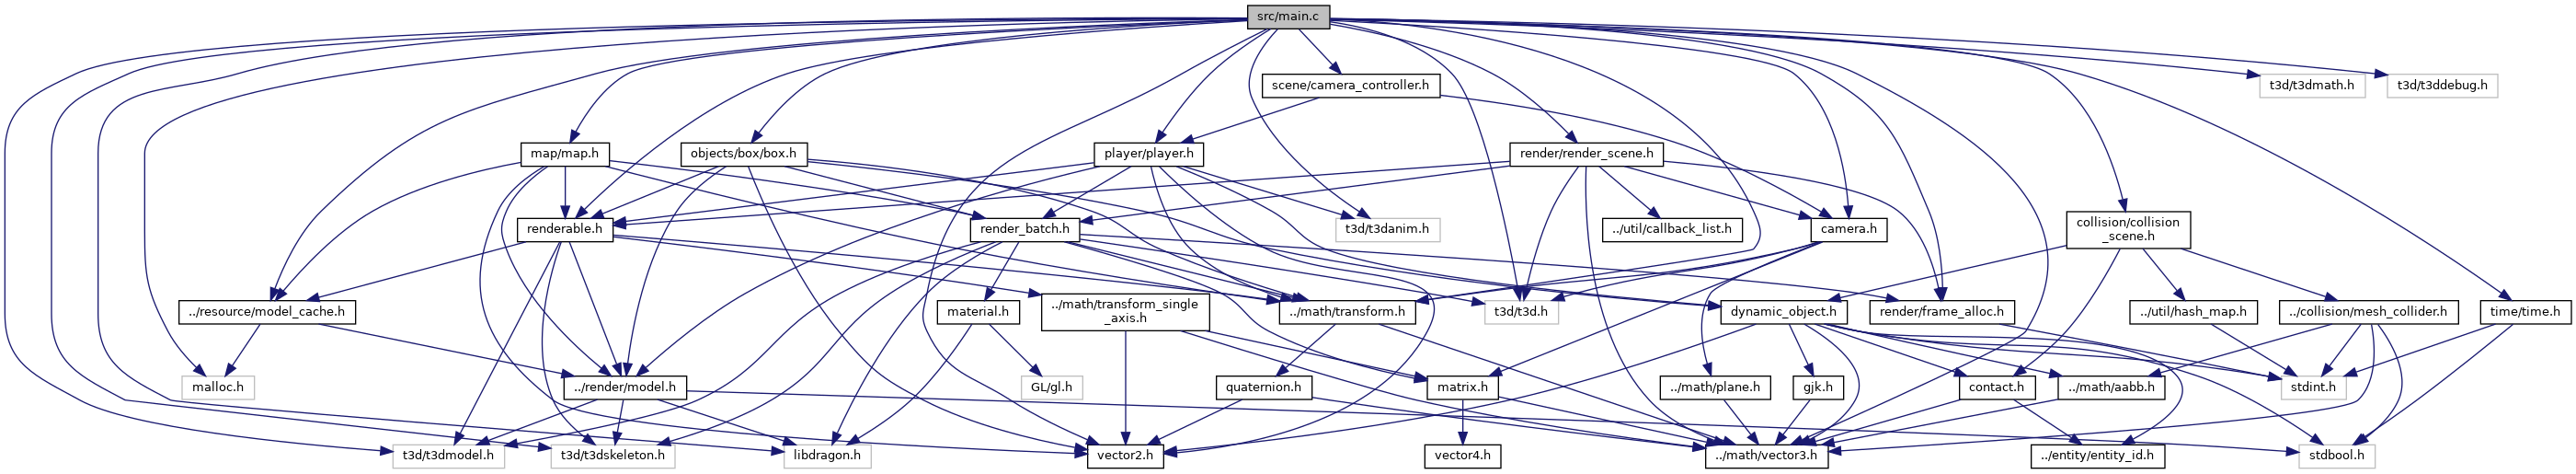 src/main.c
scene/camera_controller.h
t3d/t3dmath.h
t3d/t3ddebug.h
map/map.h
objects/box/box.h
player/player.h
render/render_scene.h
renderable.h
render_batch.h
t3d/t3danim.h
../util/callback_list.h
camera.h
collision/collision
_scene.h
../resource/model_cache.h
material.h
../math/transform_single
_axis.h
../math/transform.h
t3d/t3d.h
dynamic_object.h
render/frame_alloc.h
../util/hash_map.h
../collision/mesh_collider.h
time/time.h
malloc.h
../render/model.h
GL/gl.h
quaternion.h
matrix.h
../math/plane.h
gjk.h
contact.h
../math/aabb.h
stdint.h
t3d/t3dmodel.h
t3d/t3dskeleton.h
libdragon.h
vector2.h
vector4.h
../math/vector3.h
../entity/entity_id.h
stdbool.h